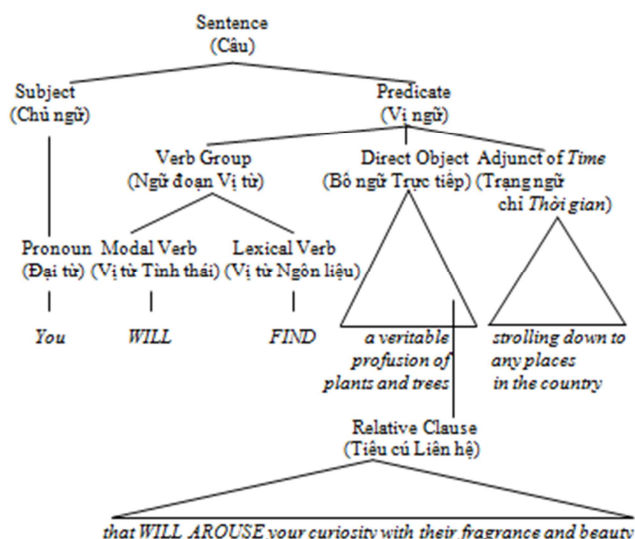 Sentence
(Câu)
Subject
(Chủ ngữ)
Predicate
(Vị ngữ)
Verb Group
(Ngữ đoạn Vị từ)
Direct Object
(Bổ ngữ Trực tiếp)
Adjunct of Time
(Trạng ngữ
chỉ Thời gian)
Pronoun
(Đại từ)
Modal Verb
(Vị từ Tình thái)
Lexical Verb
(Vị từ Ngôn liệu)
You
WILL
FIND
a veritable
profusion of
plants and trees
strolling down to
any places
in the country
Relative Clause
(Tiểu cú Liên hệ)
that WILL AROUSE your curiosity with their fragrance and beauty